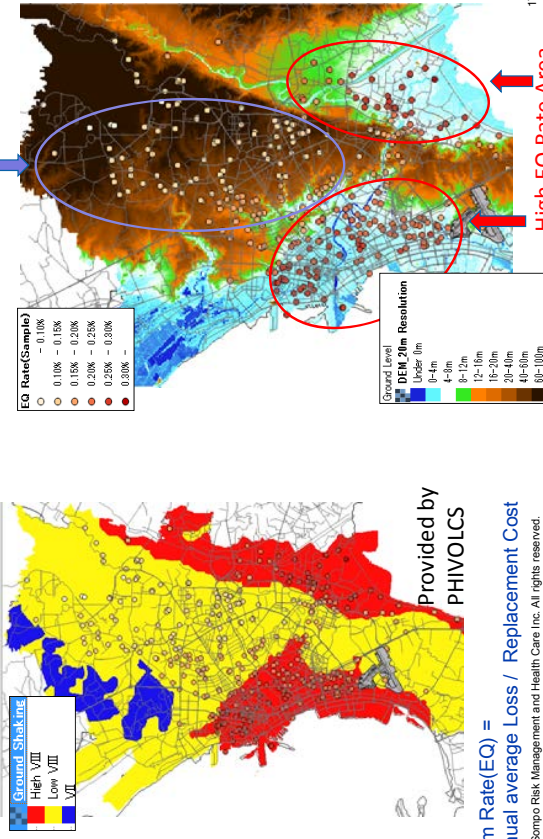 Ground Shaking
High VIII
Low VIII
VII
Provided by
PHIVOLCS
m Rate(EQ) =
ual average Loss / Replacement Cost
ompo Risk Management and Health Care Inc. All rights reserved.
EQ Rate(Sample)
- 0.10%
0.10% - 0.15%
0.15% - 0.20%
0.20% - 0.25%
0.25% - 0.30%
0.30% -
Ground Level
DEM_20m Resolution
Under 0m
0-4m
4-8m
8-12m
12-16m
16-20m
20-40m
40-60m
60-100m
High EQ Rate Area